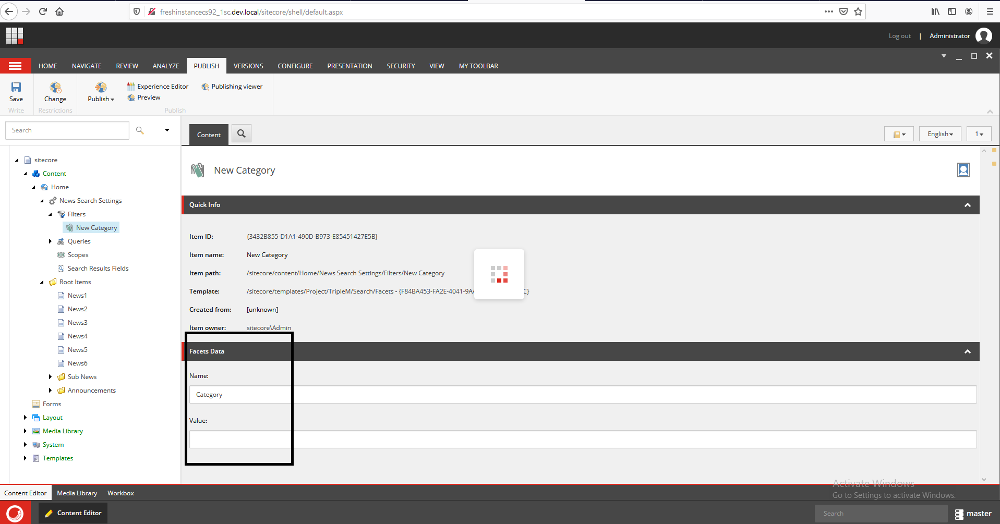 freshinstancecs92_1sc.dev.local/sitecore/shell/default.aspx
Log out | Administrator
HOME NAVIGATE REVIEW ANALYZE PUBLISH VERSIONS CONFIGURE PRESENTATION SECURITY VIEW MY TOOLBAR
Save
Write
Change
Restrictions
Publish
Experience Editor
Preview
Publishing viewer
Publish
Search
Content
English
1
sitecore
Content
Home
News Search Settings
Filters
New Category
Queries
Scopes
Search Results Fields
Root Items
News1
News2
News3
News4
News5
News6
Sub News
Announcements
Forms
Layout
Media Library
System
Templates
New Category
Quick Info
Item ID: {3432B855-D1A1-490D-B973-E85451427E5B}
Item name: New Category
Item path: /sitecore/content/Home/News Search Settings/Filters/New Category
Template: /sitecore/templates/Project/TripleM/Search/Facets - {F84BA453-FA2E-4041-9A
Created from: [unknown]
Item owner: sitecore\Admin
Facets Data
Name:
Category
Value:
Activate Windows
Go to Settings to activate Windows.
Content Editor Media Library Workbox
Content Editor
Search
master